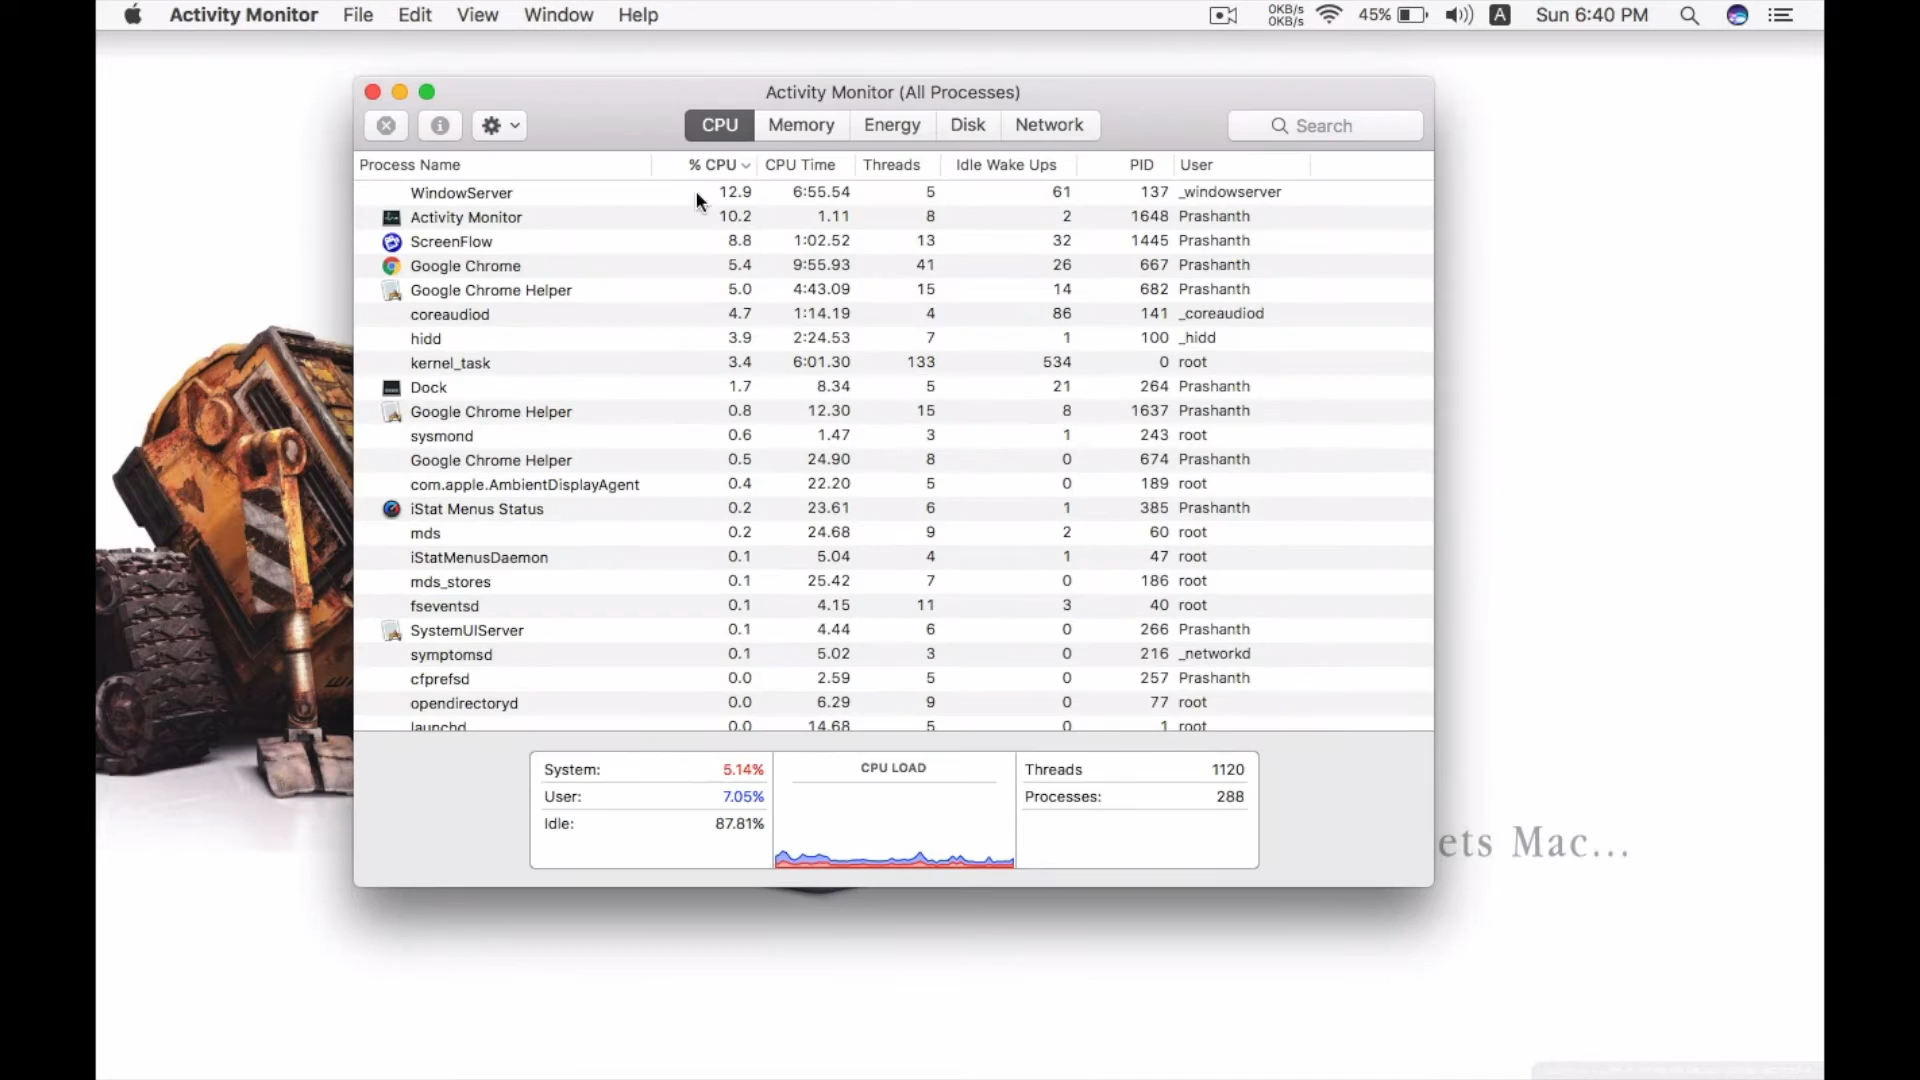 Activity Monitor File Edit View Window Help 0KB/s 0KB/s 45% A Sun 6:40 PM
Activity Monitor (All Processes)
CPU Memory Energy Disk Network Search
Process Name % CPU CPU Time Threads Idle Wake Ups PID User
WindowServer 12.9 6:55.54 5 61 137 _windowserver
Activity Monitor 10.2 1.11 8 2 1648 Prashanth
ScreenFlow 8.8 1:02.52 13 32 1445 Prashanth
Google Chrome 5.4 9:55.93 41 26 667 Prashanth
Google Chrome Helper 5.0 4:43.09 15 14 682 Prashanth
coreaudiod 4.7 1:14.19 4 86 141 _coreaudiod
hidd 3.9 2:24.53 7 1 100 _hidd
kernel_task 3.4 6:01.30 133 534 0 root
Dock 1.7 8.34 5 21 264 Prashanth
Google Chrome Helper 0.8 12.30 15 8 1637 Prashanth
sysmond 0.6 1.47 3 1 243 root
Google Chrome Helper 0.5 24.90 8 0 674 Prashanth
com.apple.AmbientDisplayAgent 0.4 22.20 5 0 189 root
iStat Menus Status 0.2 23.61 6 1 385 Prashanth
mds 0.2 24.68 9 2 60 root
iStatMenusDaemon 0.1 5.04 4 1 47 root
mds_stores 0.1 25.42 7 0 186 root
fseventsd 0.1 4.15 11 3 40 root
SystemUIServer 0.1 4.44 6 0 266 Prashanth
symptomsd 0.1 5.02 3 0 216 _networkd
cfprefsd 0.0 2.59 5 0 257 Prashanth
opendirectoryd 0.0 6.29 9 0 77 root
launchd 0.0 14.68 5 0 1 root
System: 5.14% CPU LOAD Threads 1120
User: 7.05% Processes: 288
Idle: 87.81%
ets Mac...